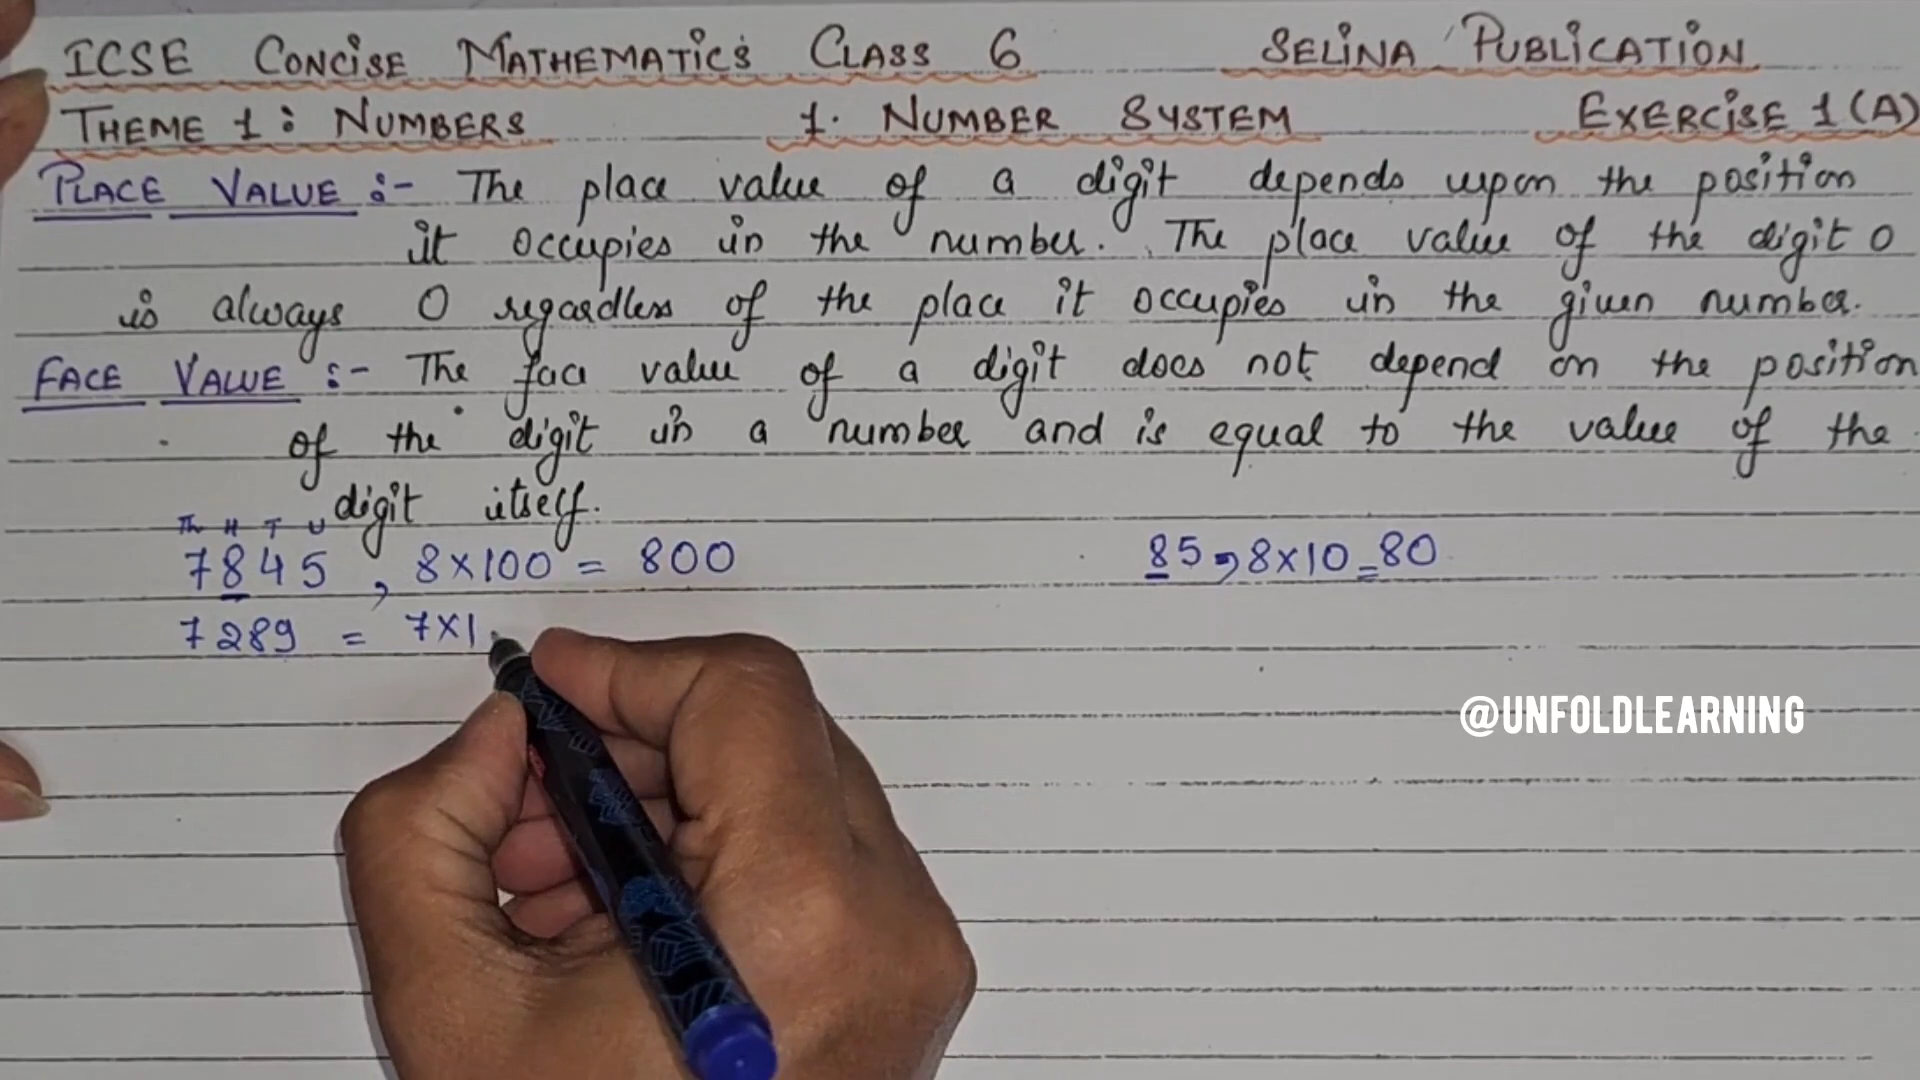 ICSE CONCISE MATHEMATICS CLASS 6 SELINA PUBLICATION
THEME 1: NUMBERS 1. NUMBER SYSTEM EXERCISE 1(A)
PLACE VALUE :- The place value of a digit depends upon the position
it occupies in the number. The place value of the digit 0
is always 0 regardless of the place it occupies in the given number.
FACE VALUE :- The face value of a digit does not depend on the position
of the digit in a number and is equal to the value of the
digit itself.
Th H T U
7845, 8×100 = 800 85, 8×10=80
7289 = 7×1
@UNFOLDLEARNING